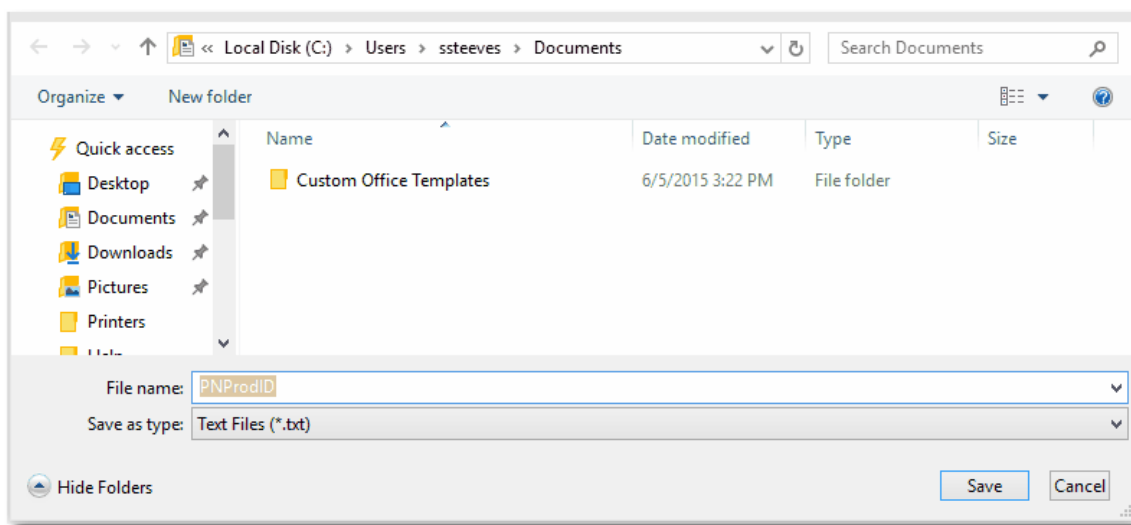 « Local Disk (C:) › Users › ssteeves › Documents
Search Documents
Organize
New folder
Quick access
Desktop
Documents
Downloads
Pictures
Printers
Name
Date modified
Type
Size
Custom Office Templates
6/5/2015 3:22 PM
File folder
File name: PNProdID
Save as type: Text Files (*.txt)
Hide Folders
Save
Cancel